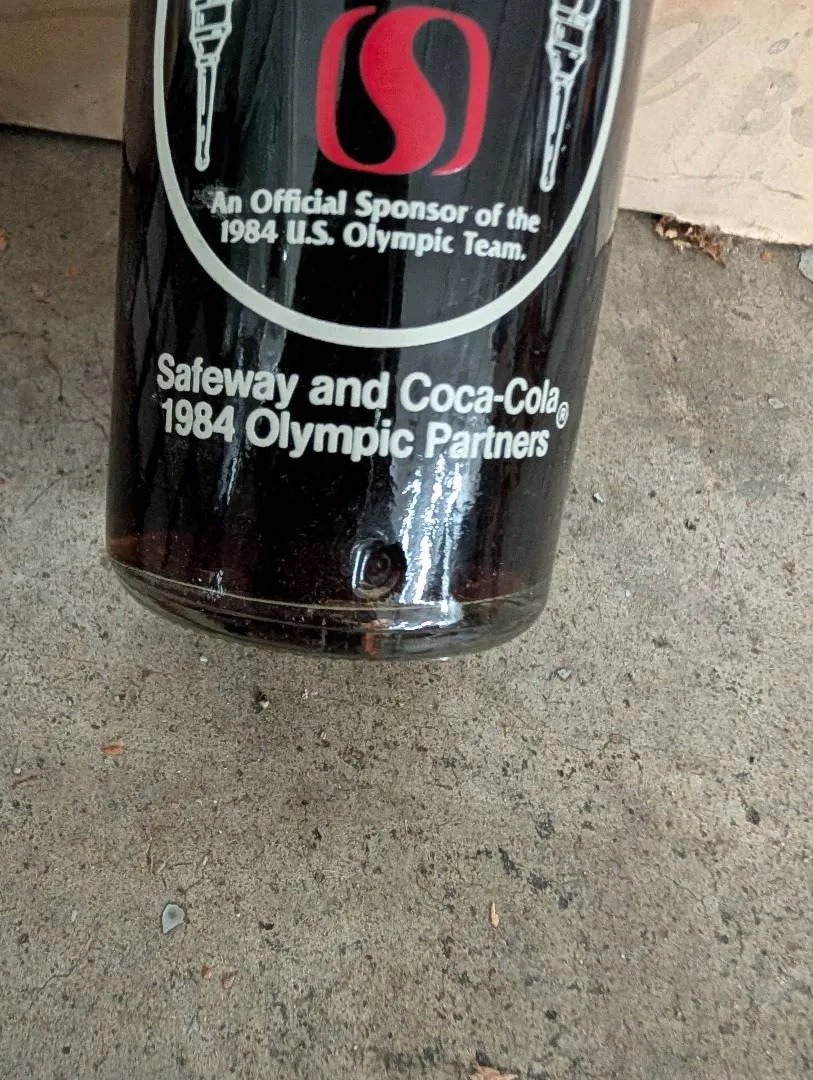 An Official Sponsor of the
1984 U.S. Olympic Team.
Safeway and Coca-Cola®
1984 Olympic Partners